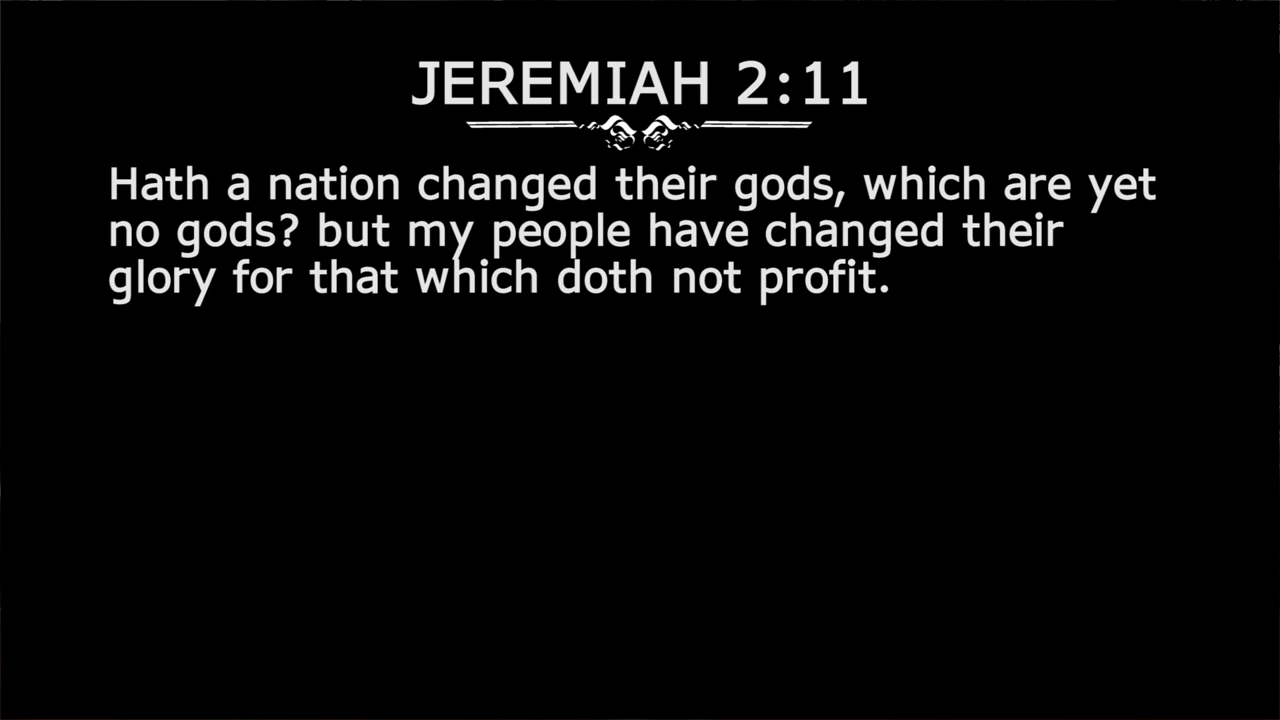 JEREMIAH 2:11
Hath a nation changed their gods, which are yet
no gods? but my people have changed their
glory for that which doth not profit.